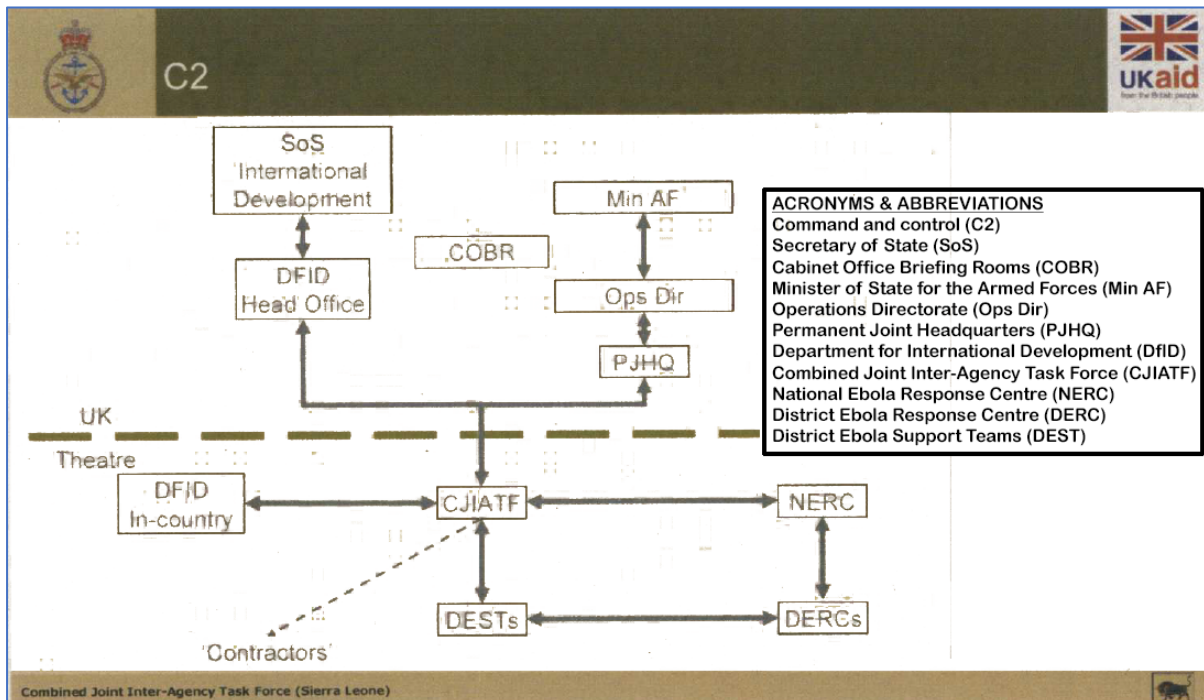 C2
UKaid
from the British people
SoS
'International
Development
Min AF
COBR
DFID
Head Office
Ops Dir
PJHQ
ACRONYMS & ABBREVIATIONS
Command and control (C2)
Secretary of State (SoS)
Cabinet Office Briefing Rooms (COBR)
Minister of State for the Armed Forces (Min AF)
Operations Directorate (Ops Dir)
Permanent Joint Headquarters (PJHQ)
Department for International Development (DfID)
Combined Joint Inter-Agency Task Force (CJIATF)
National Ebola Response Centre (NERC)
District Ebola Response Centre (DERC)
District Ebola Support Teams (DEST)
UK
Theatre
DFID
In-country
CJIATF
NERC
DESTs
DERCs
'Contractors'
Combined Joint Inter-Agency Task Force (Sierra Leone)